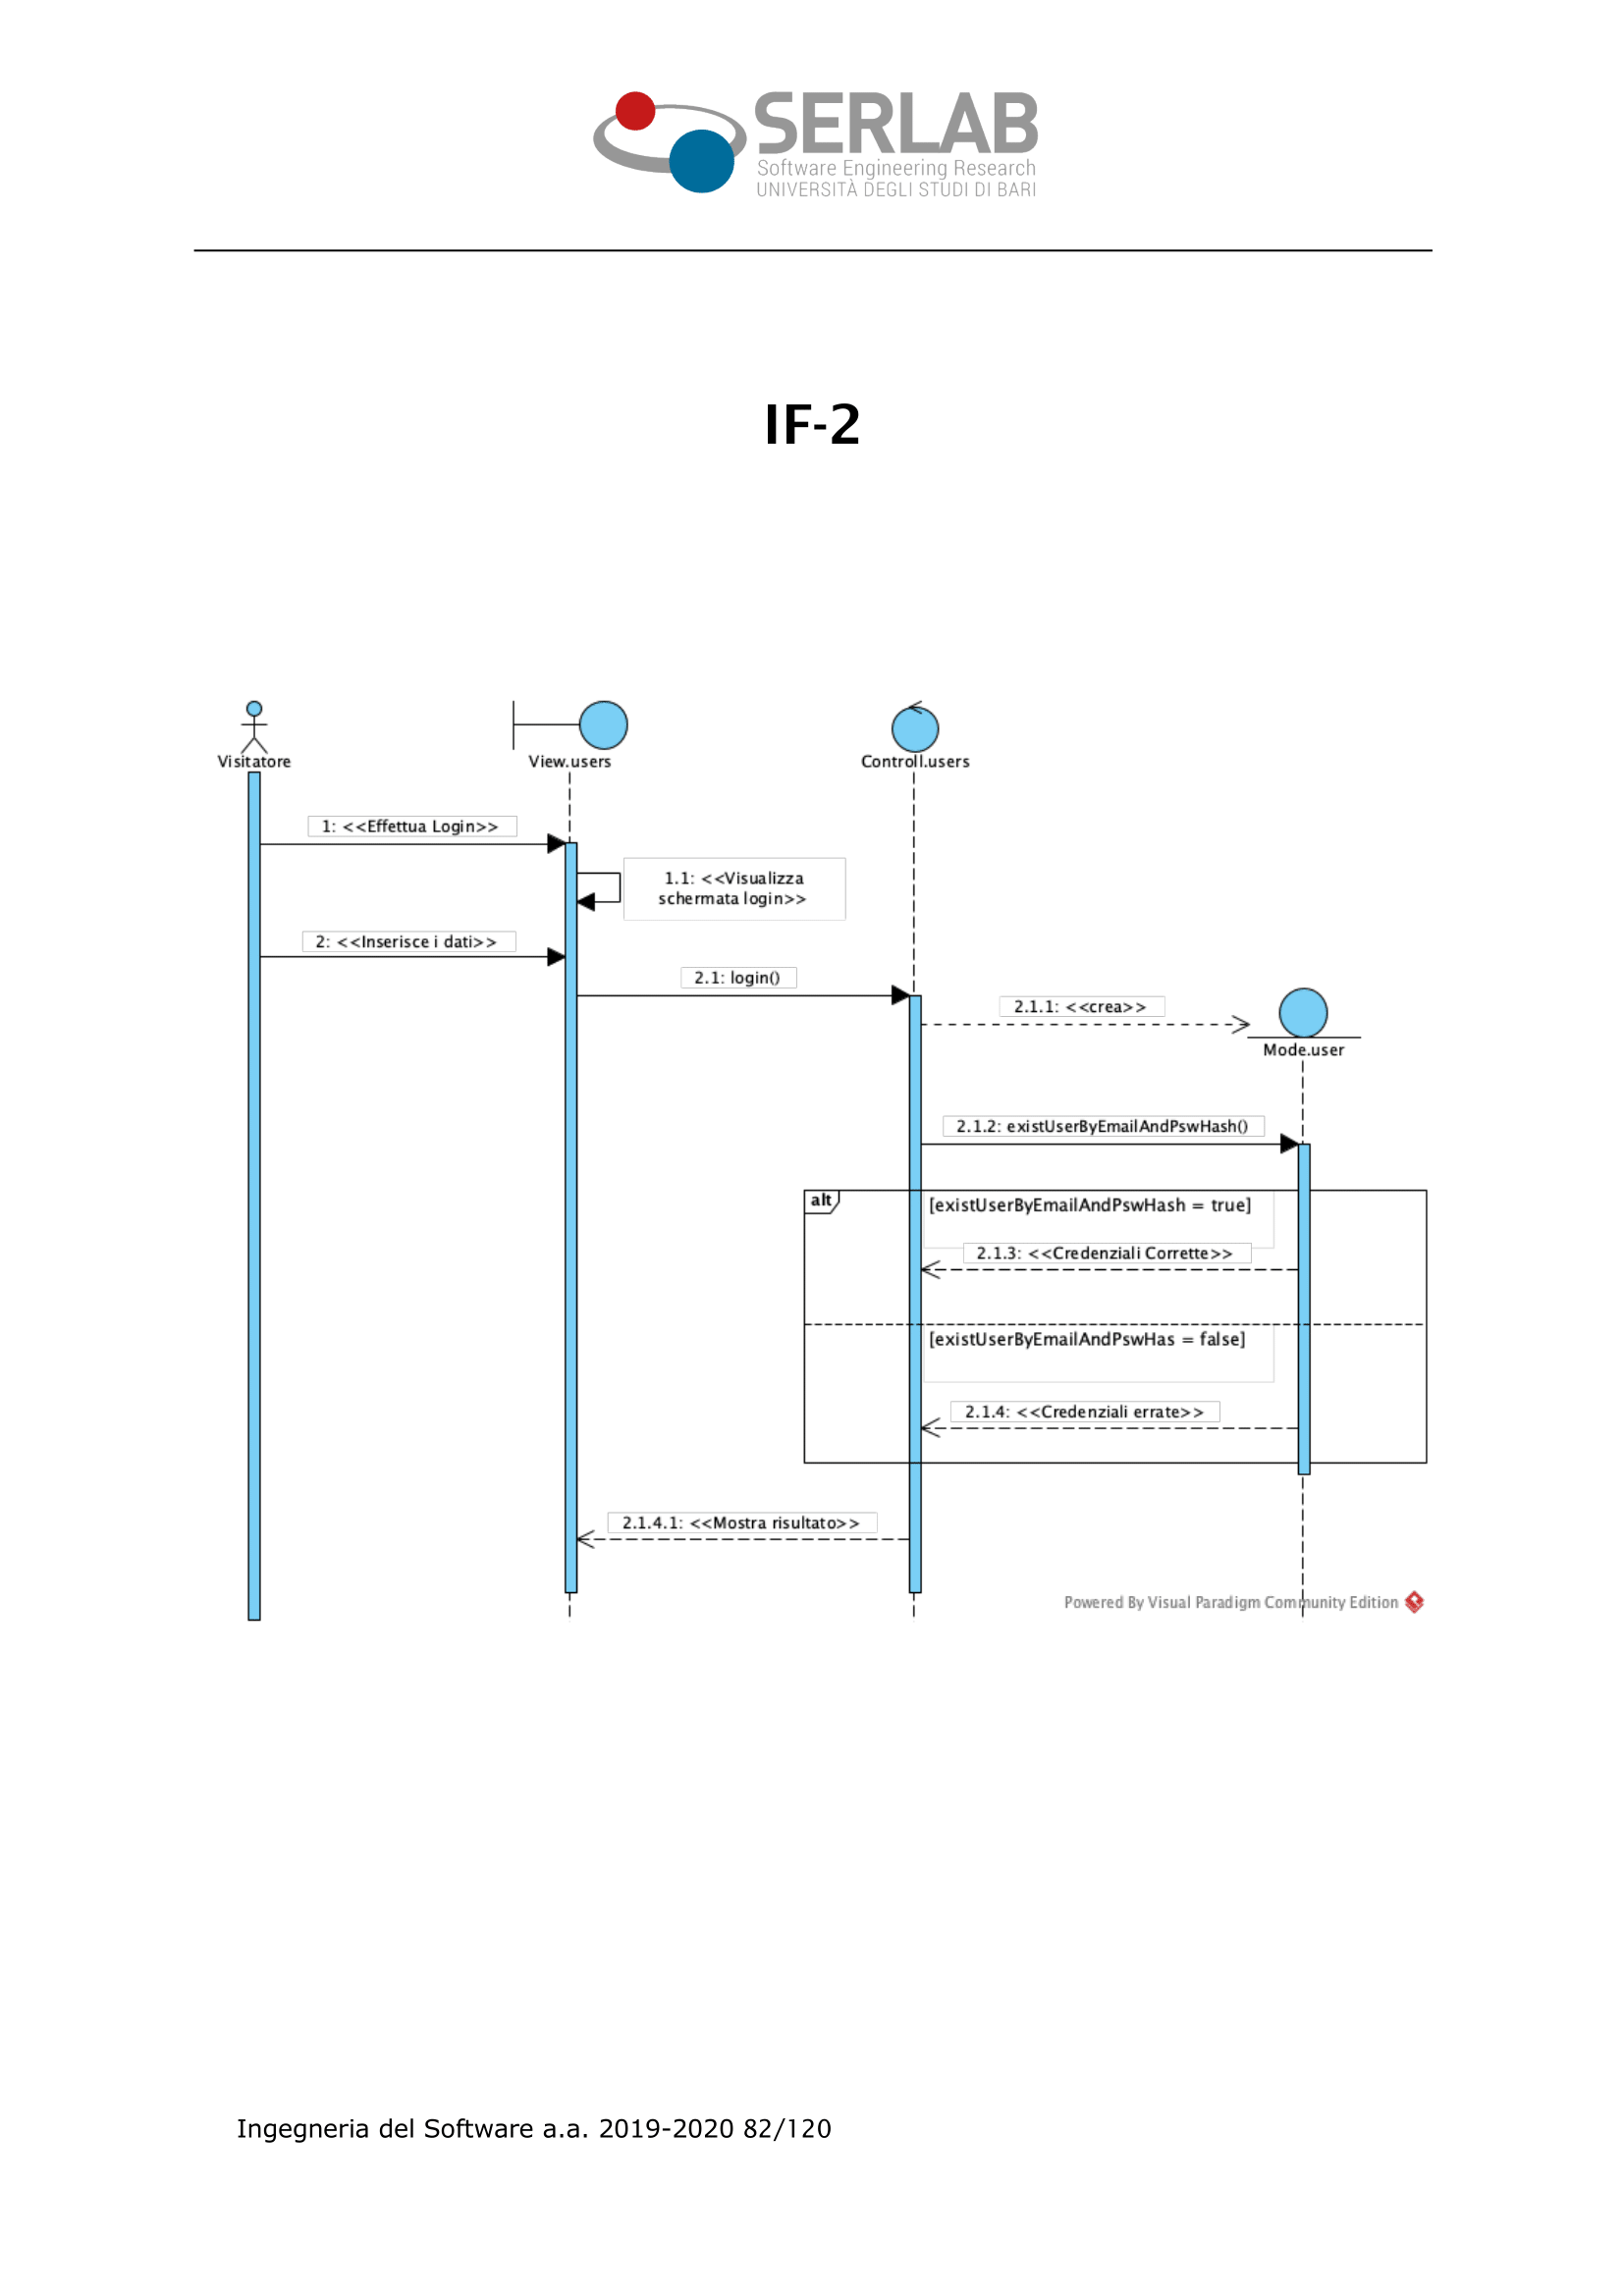 SERLAB
Software Engineering Research
UNIVERSITÀ DEGLI STUDI DI BARI
IF-2
Visitatore
View.users
Controll.users
1: <<Effettua Login>>
1.1: <<Visualizza
schermata login>>
2: <<Inserisce i dati>>
2.1: login()
2.1.1: <<crea>>
Mode.user
2.1.2: existUserByEmailAndPswHash()
alt
[existUserByEmailAndPswHash = true]
2.1.3: <<Credenziali Corrette>>
[existUserByEmailAndPswHas = false]
2.1.4: <<Credenziali errate>>
2.1.4.1: <<Mostra risultato>>
Powered By Visual Paradigm Community Edition
Ingegneria del Software a.a. 2019-2020 82/120